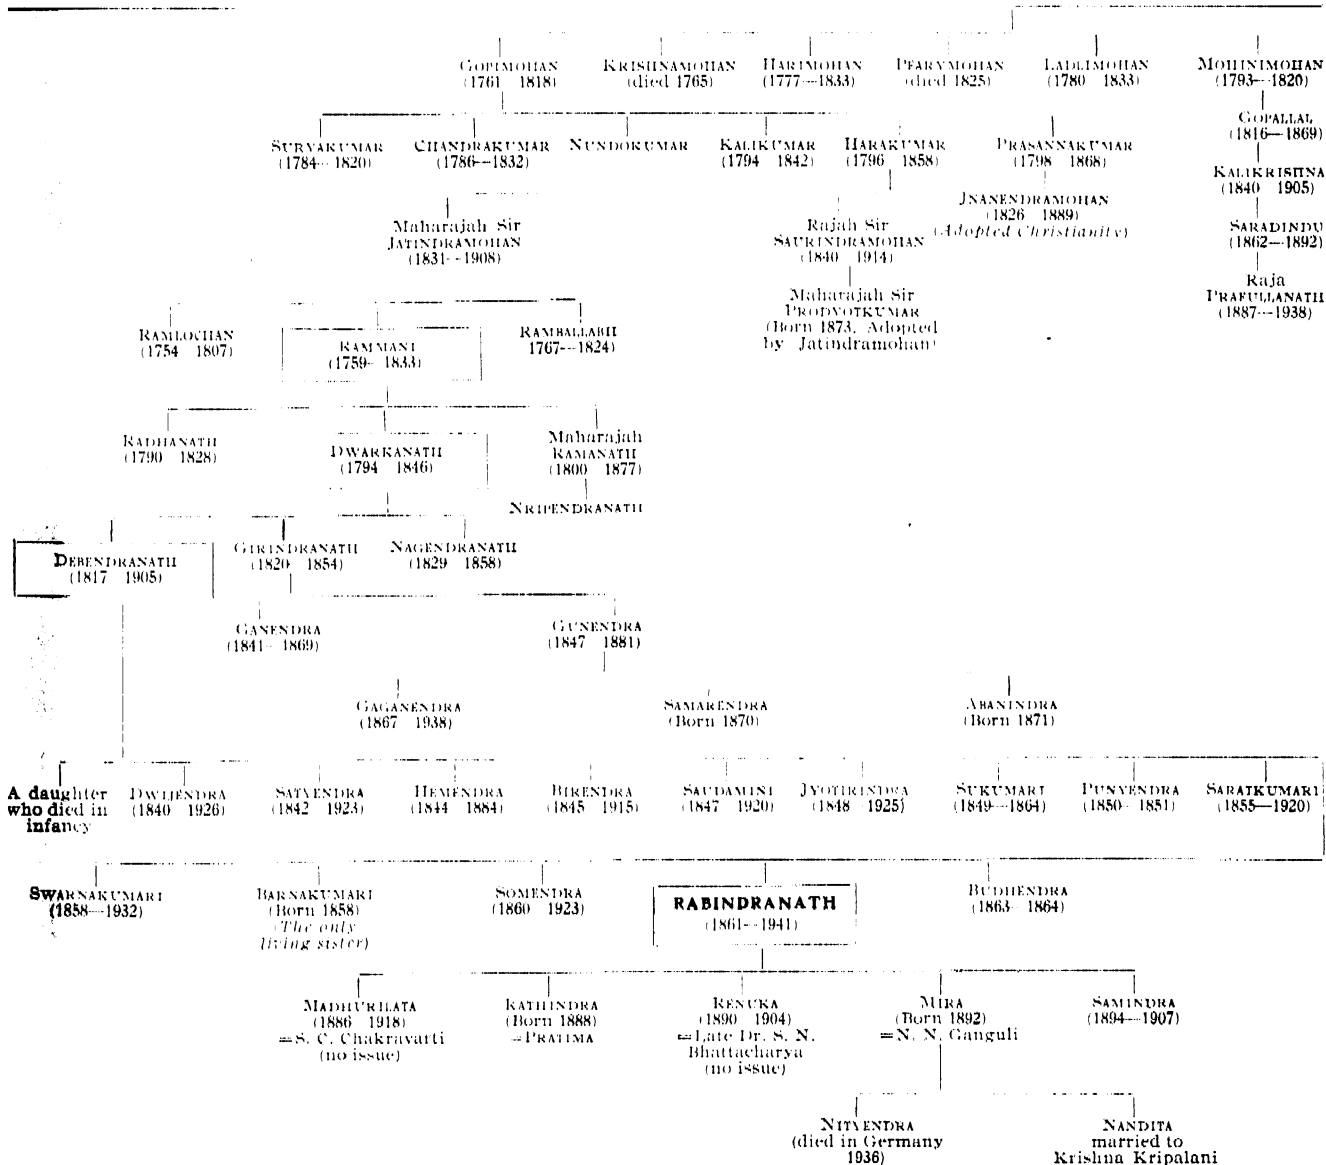 GOPIMOHAN KRISHNAMOHAN HARIMOHAN PEARYMOHAN LADLIMOHAN MOHINIMOHAN
(1761 1818) (died 1765) (1777—1833) (died 1825) (1780 1833) (1793—1820)
GOPALLAL
(1816—1869)
SURYAKUMAR CHANDRAKUMAR NUNDOKUMAR KALIKUMAR HARAKUMAR PRASANNAKUMAR
(1784—1820) (1786—1832) (1794 1842) (1796 1858) (1798 1868)
KALIKRISHNA
(1840 1905)
JNANENDRAMOHAN
(1826 1889)
(Adopted Christianity)
Maharajah Sir
JATINDRAMOHAN
(1831—1908)
Rajah Sir
SAURINDRAMOHAN
(1840 1914)
SARADINDU
(1862—1892)
Raja
PRAFULLANATH
(1887—1938)
Maharajah Sir
PRODYOTKUMAR
(Born 1873, Adopted
by Jatindramohan)
RAMLOCHAN RAMMANI RAMBALLABH
(1754 1807) (1759—1833) 1767—1824)
RADHANATH
(1790 1828)
DWARKANATH
(1794 1846)
Maharajah
RAMANATH
(1800 1877)
NRIPENDRANATH
DEBENDRANATH GIRINDRANATH NAGENDRANATH
(1817 1905) (1820 1854) (1829 1858)
GANENDRA GUNENDRA
(1841—1869) (1847 1881)
GAGANENDRA SAMARENDRA ABANINDRA
(1867 1938) (Born 1870) (Born 1871)
A daughter
who died in
infancy
DWIJENDRA SATYENDRA HEMENDRA BIRENDRA SAUDAMINI JYOTIRINDRA SUKUMARI PUNYENDRA SARATKUMARI
(1840 1926) (1842 1923) (1844 1884) (1845 1915) (1847 1920) (1848 1925) (1849—1864) (1850—1851) (1855—1920)
SWARNAKUMARI
(1858—1932)
BARNAKUMARI
(Born 1858)
(The only
living sister)
SOMENDRA
(1860 1923)
RABINDRANATH
(1861—1941)
BUDHENDRA
(1863—1864)
MADHURILATA
(1886 1918)
=S. C. Chakravarti
(no issue)
RATHINDRA
(Born 1888)
=PRATIMA
RENUKA
(1890 1904)
=Late Dr. S. N.
Bhattacharya
(no issue)
MIRA
(Born 1892)
=N. N. Ganguli
SAMINDRA
(1894—1907)
NITYENDRA
(died in Germany
1936)
NANDITA
married to
Krishna Kripalani